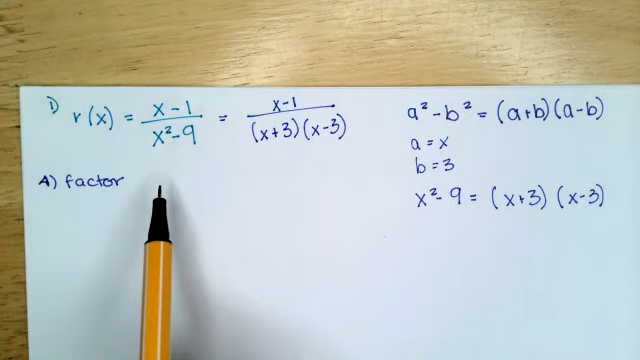 1) r(x) = x-1 / x²-9 = x-1 / (x+3)(x-3)
A) factor
a²-b² = (a+b)(a-b)
a = x
b = 3
x²-9 = (x+3)(x-3)